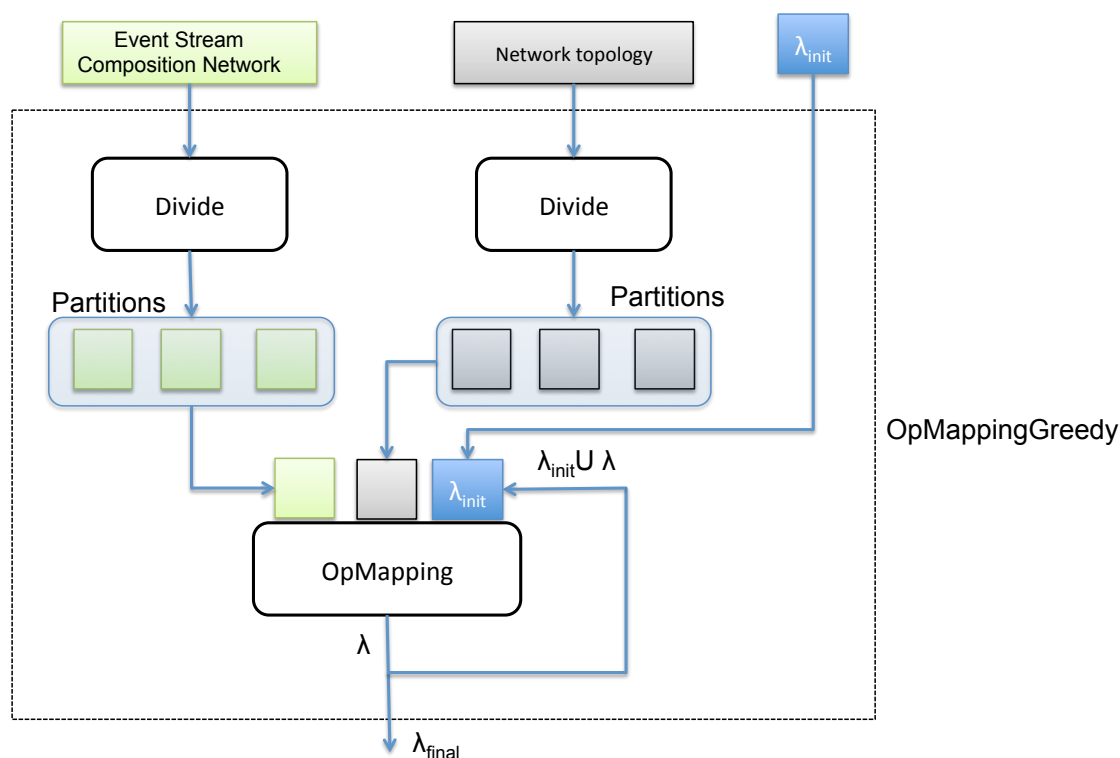 Event Stream
Composition Network
Network topology
λinit
Divide
Divide
Partitions
Partitions
OpMappingGreedy
λinitU λ
λinit
OpMapping
λ
λfinal